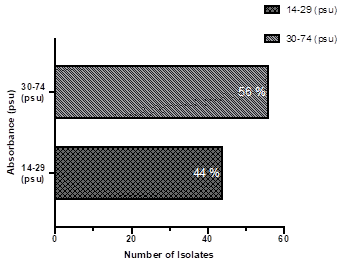 14-29 (psu)
30-74 (psu)
30-74
(psu)
56 %
Absorbance (psu)
14-29
(psu)
44 %
0
20
40
60
Number of Isolates